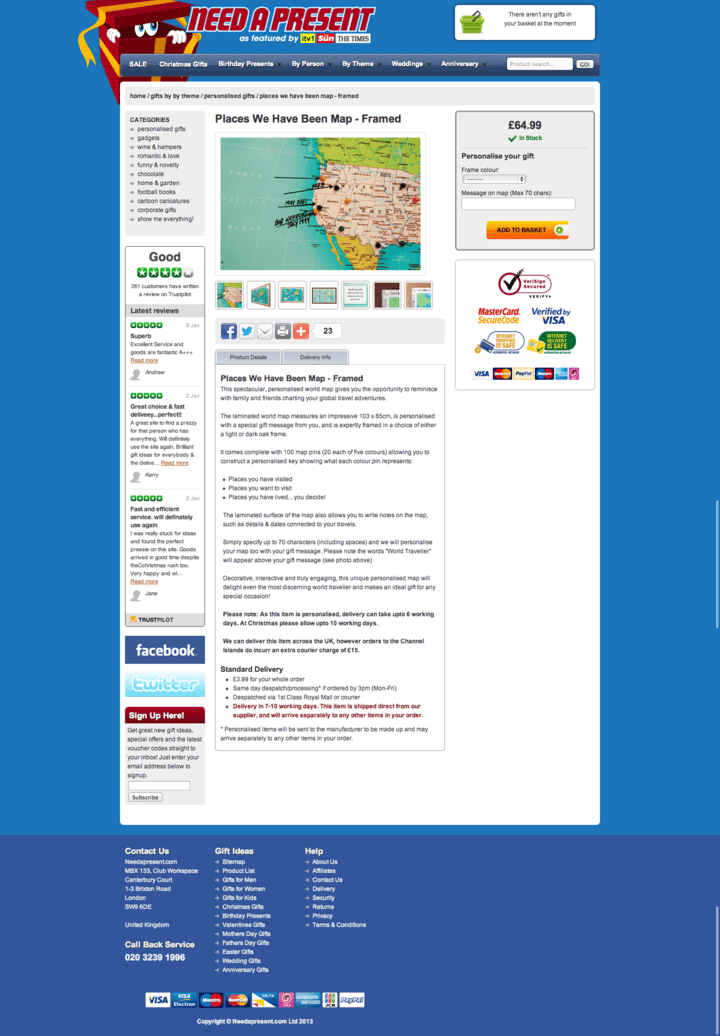 NEED A PRESENT
as featured by itv1 The Sun THE TIMES
There aren't any gifts in
your basket at the moment
SALE Christmas Gifts Birthday Presents By Person By Theme Weddings Anniversary Product search... GO!
home / gifts by by theme / personalised gifts / places we have been map - framed
CATEGORIES
personalised gifts
gadgets
wine & hampers
romantic & love
funny & novelty
chocolate
home & garden
football books
cartoon caricatures
corporate gifts
show me everything!
Good
261 customers have written
a review on Trustpilot
Latest reviews
6 Jan
Superb
Excellent Service and
goods are fantastic A+++
Read more
Andrew
2 Jan
Great choice & fast
delivery...perfect!!
A great site to find a prezzy
for that person who has
everything. Will definitely
use the site again. Brilliant
gift ideas for everybody &
the delive... Read more
Kerry
2 Jan
Fast and efficient
service. will definately
use again
I was really stuck for ideas
and found the perfect
pressie on this site. Goods
arrived in good time despite
theCchristmas rush too.
Very happy and wi...
Read more
Jane
TRUSTPILOT
facebook
twitter
Sign Up Here!
Get great new gift ideas,
special offers and the latest
voucher codes straight to
your inbox! Just enter your
email address below to
signup.
Subscribe
Places We Have Been Map - Framed
23
Product Details Delivery Info
Places We Have Been Map - Framed
This spectacular, personalised world map gives you the opportunity to reminisce
with family and friends charting your global travel adventures.
The laminated world map measures an impressive 103 x 65cm, is personalised
with a special gift message from you, and is expertly framed in a choice of either
a light or dark oak frame.
It comes complete with 100 map pins (20 each of five colours) allowing you to
construct a personalised key showing what each colour pin represents:
Places you have visited
Places you want to visit
Places you have lived... you decide!
The laminated surface of the map also allows you to write notes on the map,
such as details & dates connected to your travels.
Simply specify up to 70 characters (including spaces) and we will personalise
your map too with your gift message. Please note the words "World Traveller"
will appear above your gift message (see photo above)
Decorative, interactive and truly engaging, this unique personalised map will
delight even the most discerning world traveller and makes an ideal gift for any
special occasion!
Please note: As this item is personalised, delivery can take upto 6 working
days. At Christmas please allow upto 10 working days.
We can deliver this item across the UK, however orders to the Channel
Islands do incurr an extra courier charge of £15.
Standard Delivery
£3.99 for your whole order
Same day despatch/processing* if ordered by 3pm (Mon-Fri)
Despatched via 1st Class Royal Mail or courier
Delivery in 7-10 working days. This item is shipped direct from our
supplier, and will arrive separately to any other items in your order.
* Personalised items will be sent to the manufacturer to be made up and may
arrive separately to any other items in your order.
£64.99
In Stock
Personalise your gift
Frame colour:
------
Message on map (Max 70 chars):
ADD TO BASKET
VeriSign
Secured
VERIFY
MasterCard.
SecureCode.
Verified by
VISA
INTERNET
SHOPPING
IS SAFE
INTERNET
DELIVERY
IS SAFE
VISA MasterCard PayPal Maestro
Contact Us
Needapresent.com
MBX 133, Club Workspace
Canterbury Court
1-3 Brixton Road
London
SW9 6DE
United Kingdom
Call Back Service
020 3239 1996
Gift Ideas
Sitemap
Product List
Gifts for Men
Gifts for Women
Gifts for Kids
Christmas Gifts
Birthday Presents
Valentines Gifts
Mothers Day Gifts
Fathers Day Gifts
Easter Gifts
Wedding Gifts
Anniversary Gifts
Help
About Us
Affiliates
Contact Us
Delivery
Security
Returns
Privacy
Terms & Conditions
VISA VISA Electron Maestro MasterCard DELTA JCB PayPal
Copyright © Needapresent.com Ltd 2013